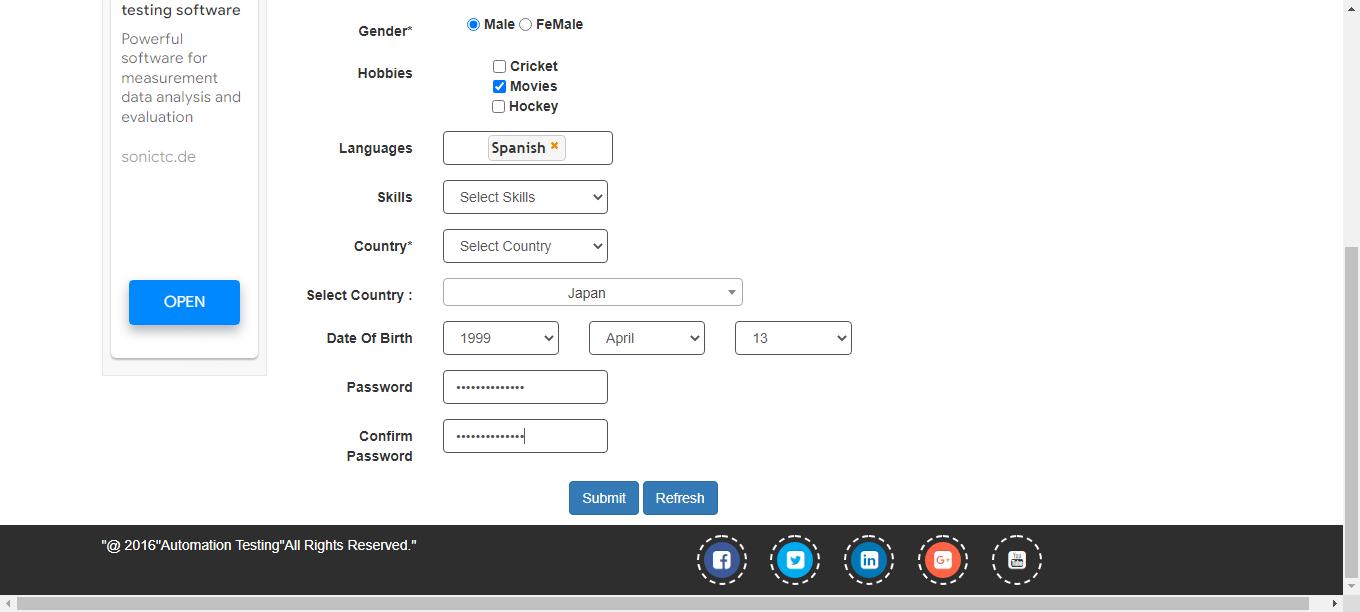 testing software
Powerful
software for
measurement
data analysis and
evaluation
sonictc.de
OPEN
Gender* Male FeMale
Hobbies Cricket
Movies
Hockey
Languages Spanish
Skills Select Skills
Country* Select Country
Select Country : Japan
Date Of Birth 1999 April 13
Password ••••••••••••••
Confirm ••••••••••••••
Password
Submit Refresh
"@ 2016"Automation Testing"All Rights Reserved."
f in G+ You Tube